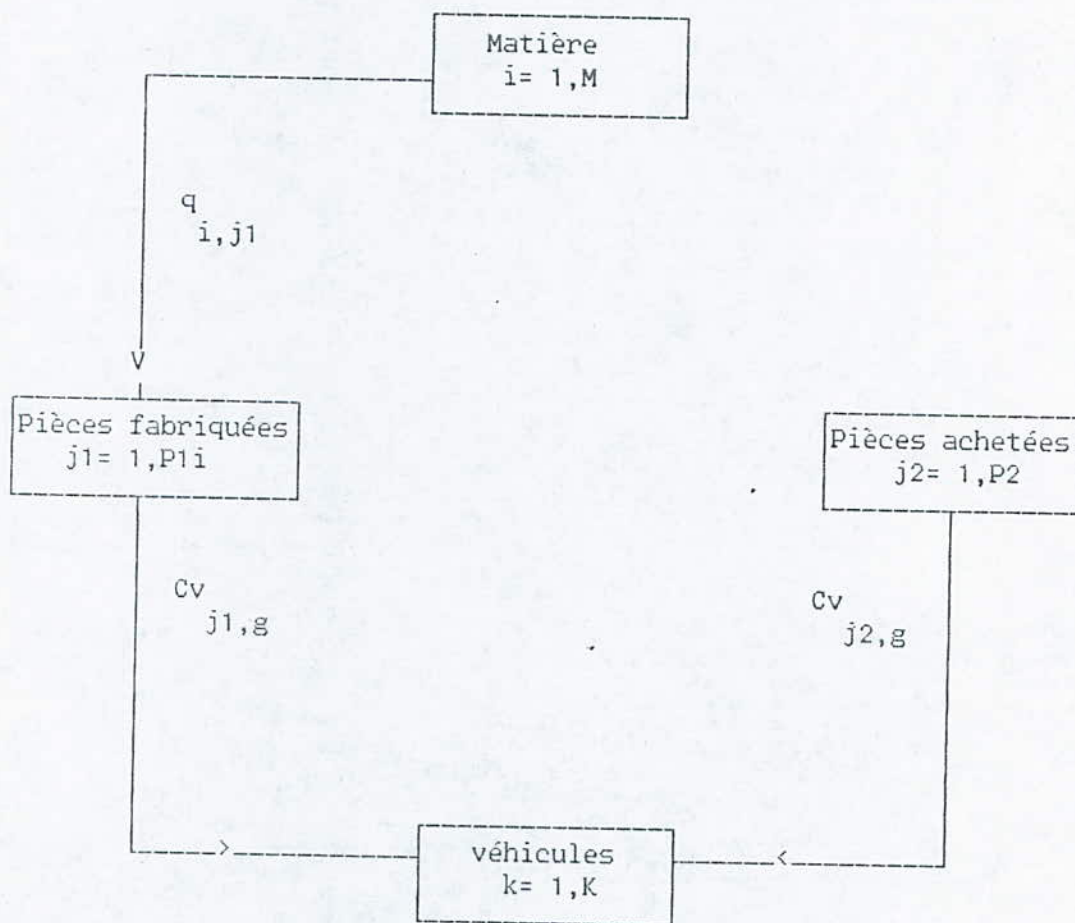 Matière
i= 1,M
q
i,j1
V
Pièces fabriquées
j1= 1,P1i
Pièces achetées
j2= 1,P2
Cv
j1,g
Cv
j2,g
>
véhicules
k= 1,K
<